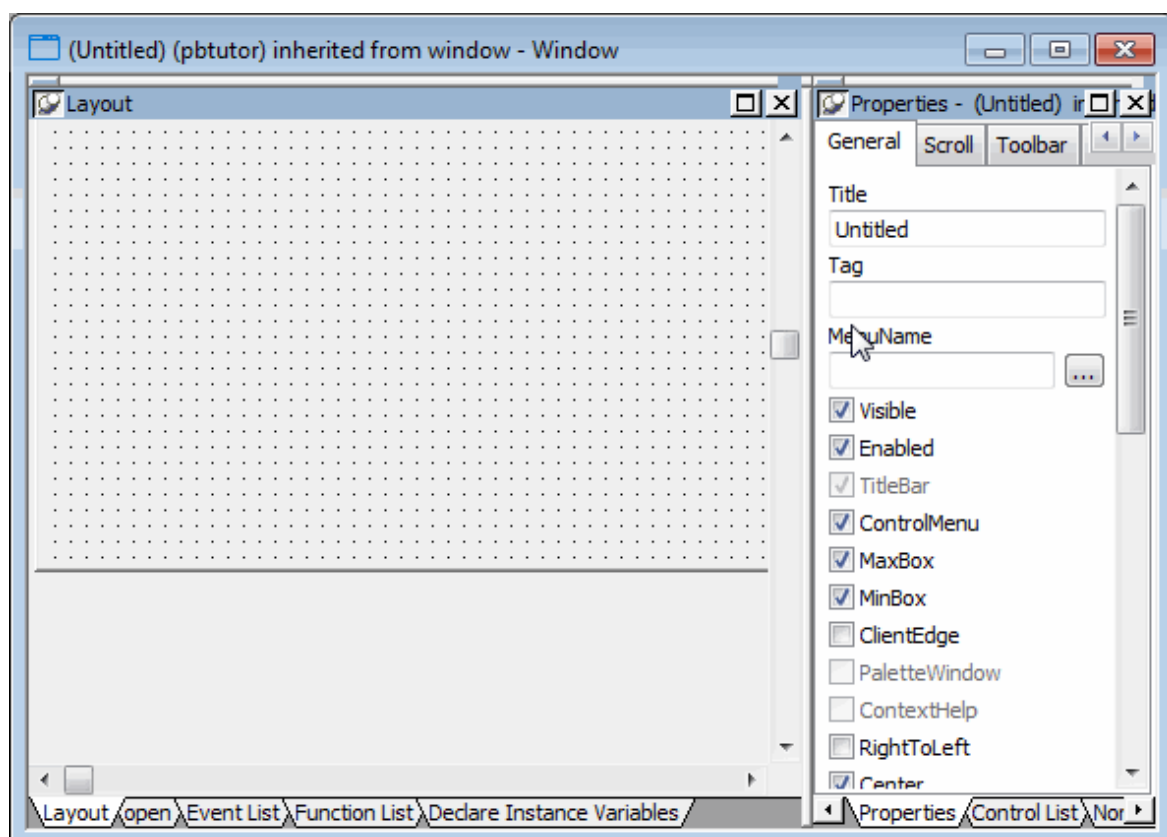 (Untitled) (pbtutor) inherited from window - Window
Layout
Properties - (Untitled)
General Scroll Toolbar
Title
Untitled
Tag
MenuName
...
Visible
Enabled
TitleBar
ControlMenu
MaxBox
MinBox
ClientEdge
PaletteWindow
ContextHelp
RightToLeft
Center
Layout open Event List Function List Declare Instance Variables
Properties Control List